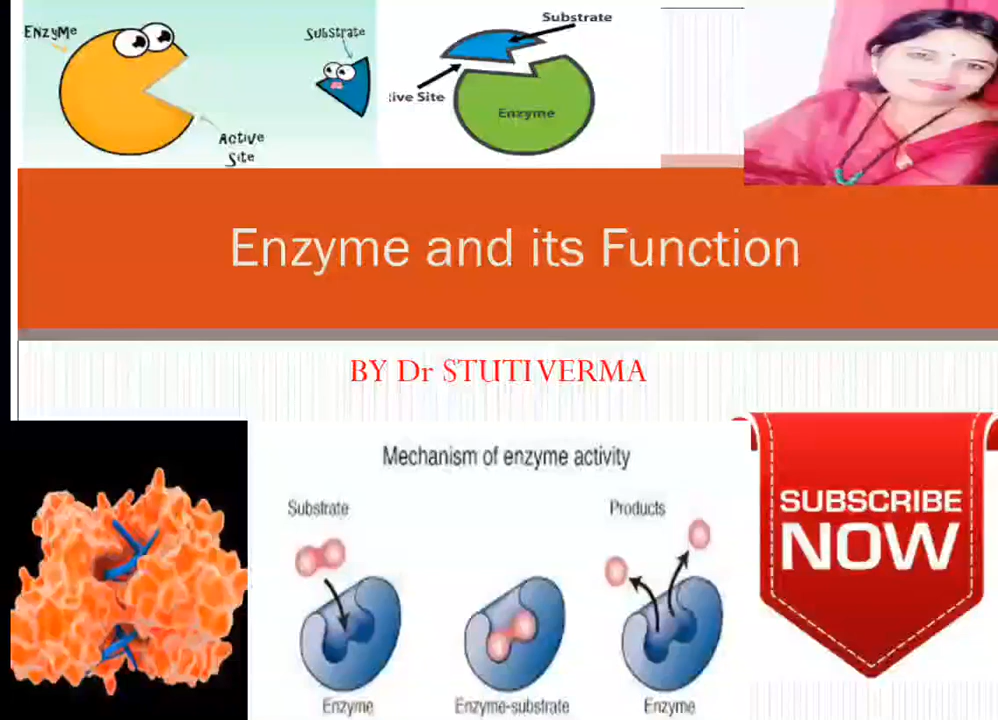 Enzyme
Substrate
Active
Site
Substrate
ive Site
Enzyme
Enzyme and its Function
BY Dr STUTI VERMA
Mechanism of enzyme activity
Substrate
Products
Enzyme
Enzyme-substrate
Enzyme
SUBSCRIBE
NOW